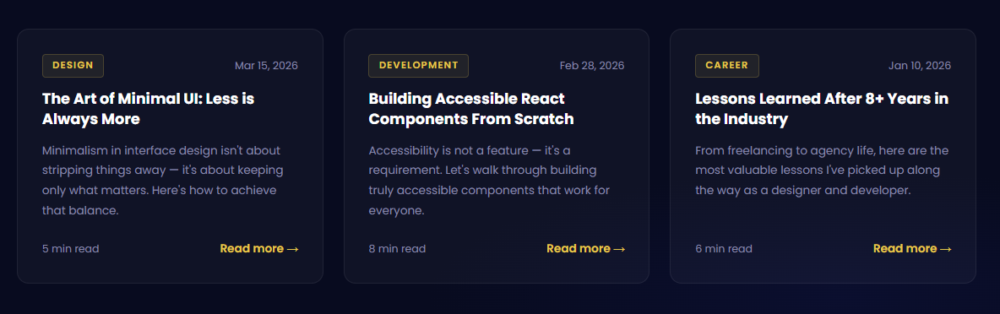 DESIGN
Mar 15, 2026
The Art of Minimal UI: Less is
Always More
Minimalism in interface design isn't about
stripping things away — it's about keeping
only what matters. Here's how to achieve
that balance.
5 min read
Read more →
DEVELOPMENT
Feb 28, 2026
Building Accessible React
Components From Scratch
Accessibility is not a feature — it's a
requirement. Let's walk through building
truly accessible components that work for
everyone.
8 min read
Read more →
CAREER
Jan 10, 2026
Lessons Learned After 8+ Years in
the Industry
From freelancing to agency life, here are the
most valuable lessons I've picked up along
the way as a designer and developer.
6 min read
Read more →